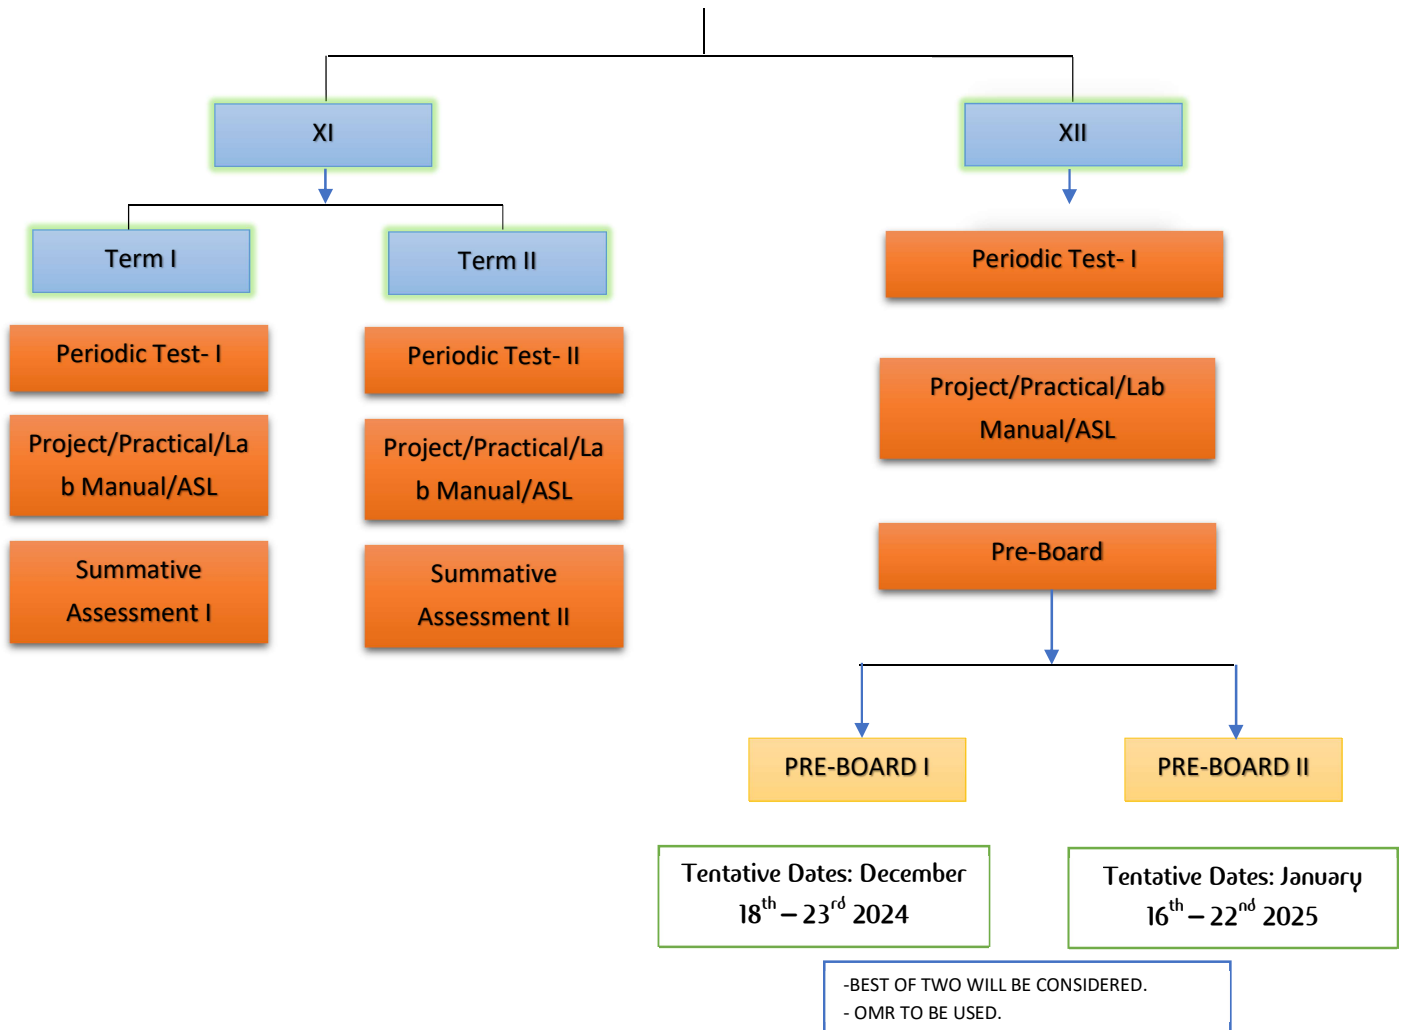 XI
XII
Term I
Term II
Periodic Test- I
Periodic Test- I
Periodic Test- II
Project/Practical/La
b Manual/ASL
Project/Practical/La
b Manual/ASL
Project/Practical/Lab
Manual/ASL
Summative
Assessment I
Summative
Assessment II
Pre-Board
PRE-BOARD I
PRE-BOARD II
Tentative Dates: December
18th – 23rd 2024
Tentative Dates: January
16th – 22nd 2025
-BEST OF TWO WILL BE CONSIDERED.
- OMR TO BE USED.